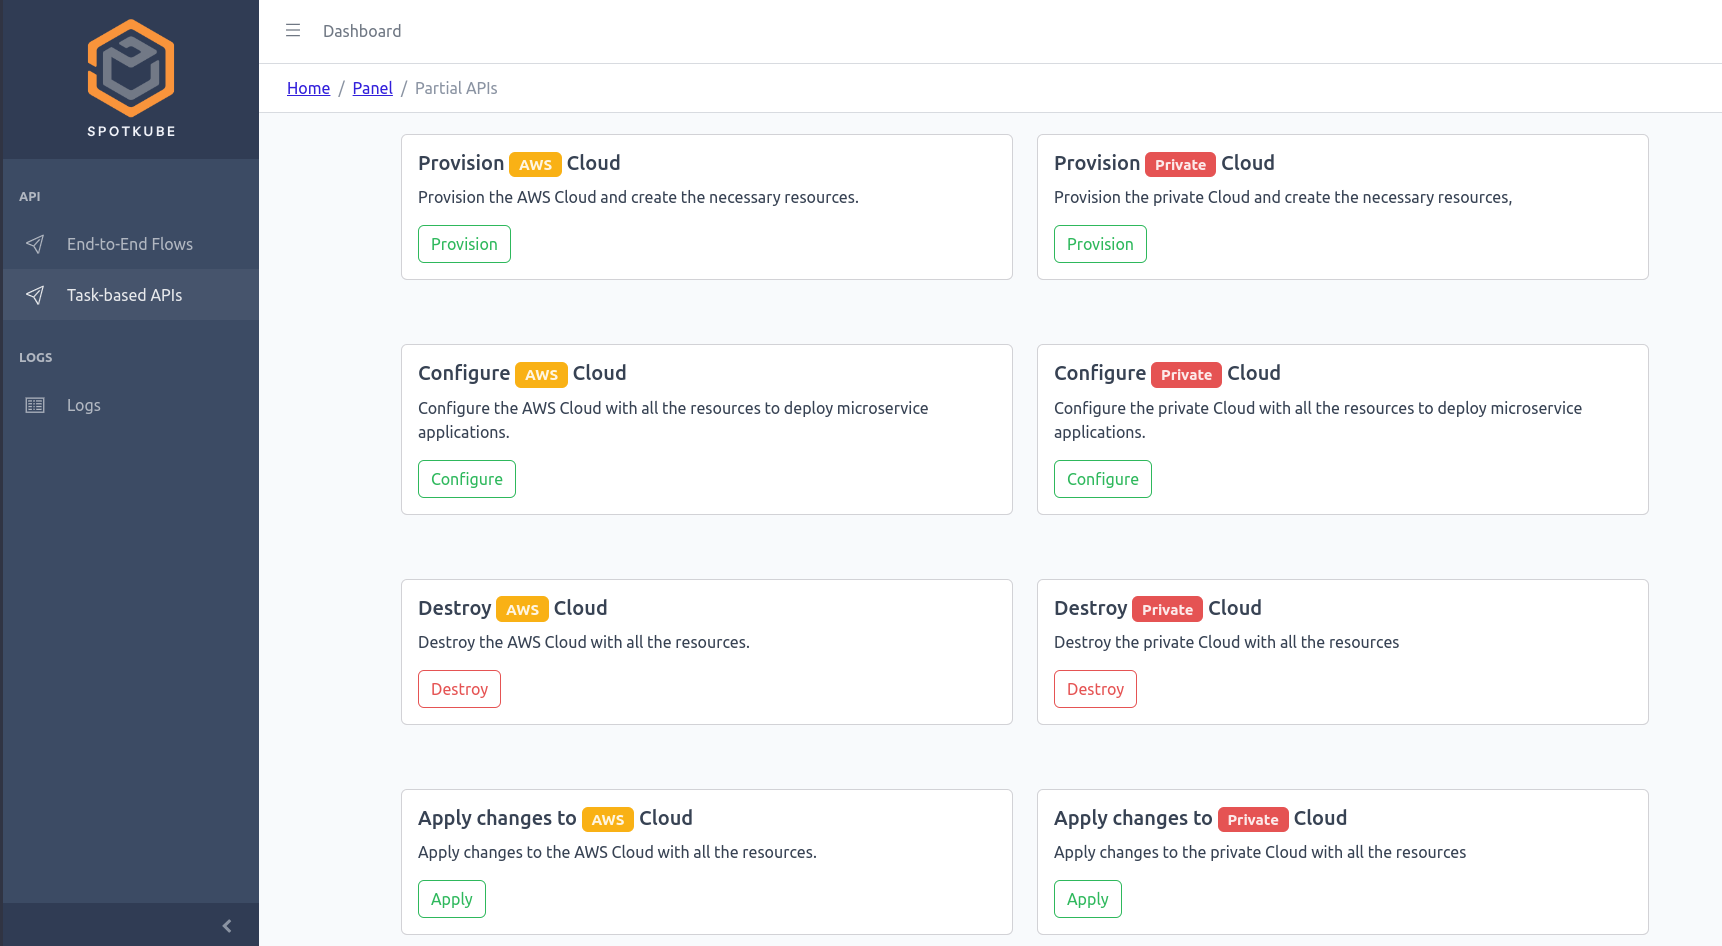 SPOTKUBE
API
End-to-End Flows
Task-based APIs
LOGS
Logs
Dashboard
Home / Panel / Partial APIs
Provision AWS Cloud
Provision the AWS Cloud and create the necessary resources.
Provision
Provision Private Cloud
Provision the private Cloud and create the necessary resources,
Provision
Configure AWS Cloud
Configure the AWS Cloud with all the resources to deploy microservice
applications.
Configure
Configure Private Cloud
Configure the private Cloud with all the resources to deploy microservice
applications.
Configure
Destroy AWS Cloud
Destroy the AWS Cloud with all the resources.
Destroy
Destroy Private Cloud
Destroy the private Cloud with all the resources
Destroy
Apply changes to AWS Cloud
Apply changes to the AWS Cloud with all the resources.
Apply
Apply changes to Private Cloud
Apply changes to the private Cloud with all the resources
Apply